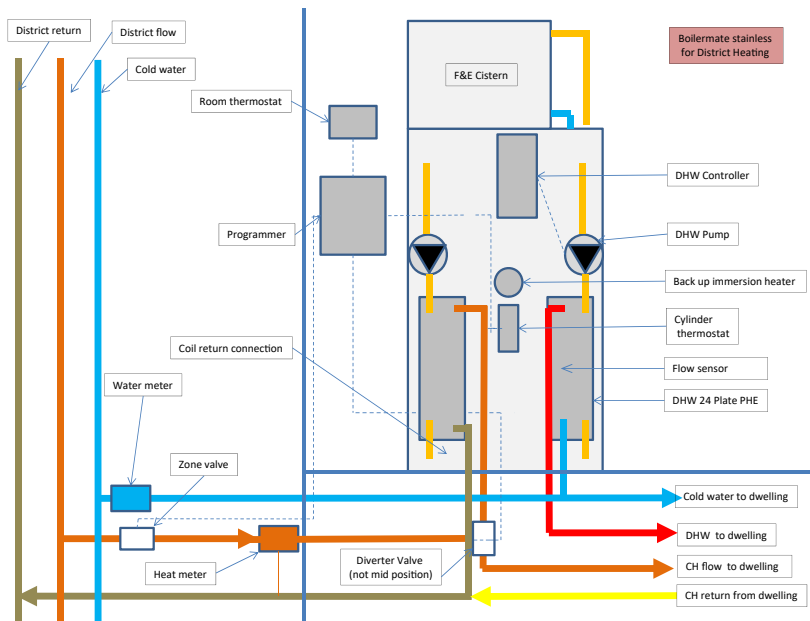 District return
District flow
Cold water
Boilermate stainless
for District Heating
F&E Cistern
Room thermostat
DHW Controller
Programmer
DHW Pump
Back up immersion heater
Cylinder
thermostat
Coil return connection
Flow sensor
Water meter
DHW 24 Plate PHE
Zone valve
Cold water to dwelling
DHW to dwelling
Diverter Valve
(not mid position)
Heat meter
CH flow to dwelling
CH return from dwelling